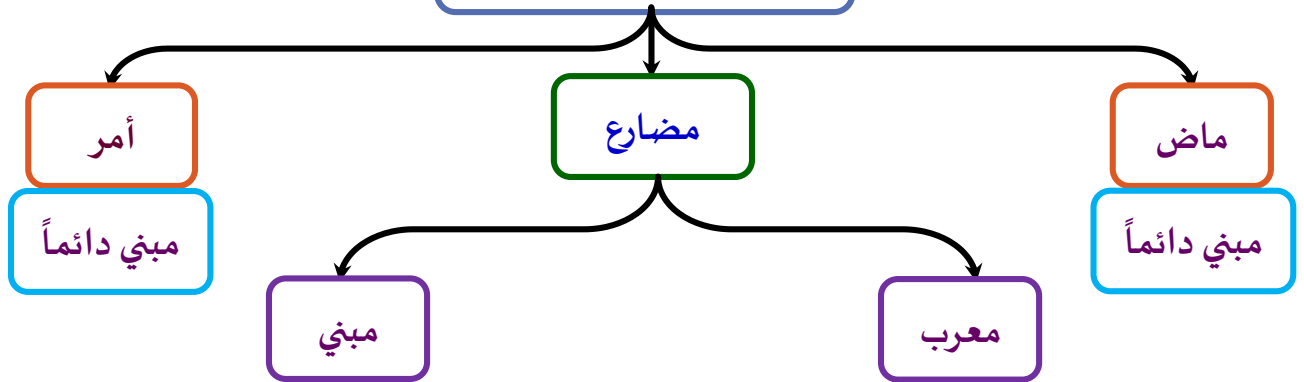 ماض
مضارع
أمر
مبني دائماً
مبني دائماً
معرب
مبني